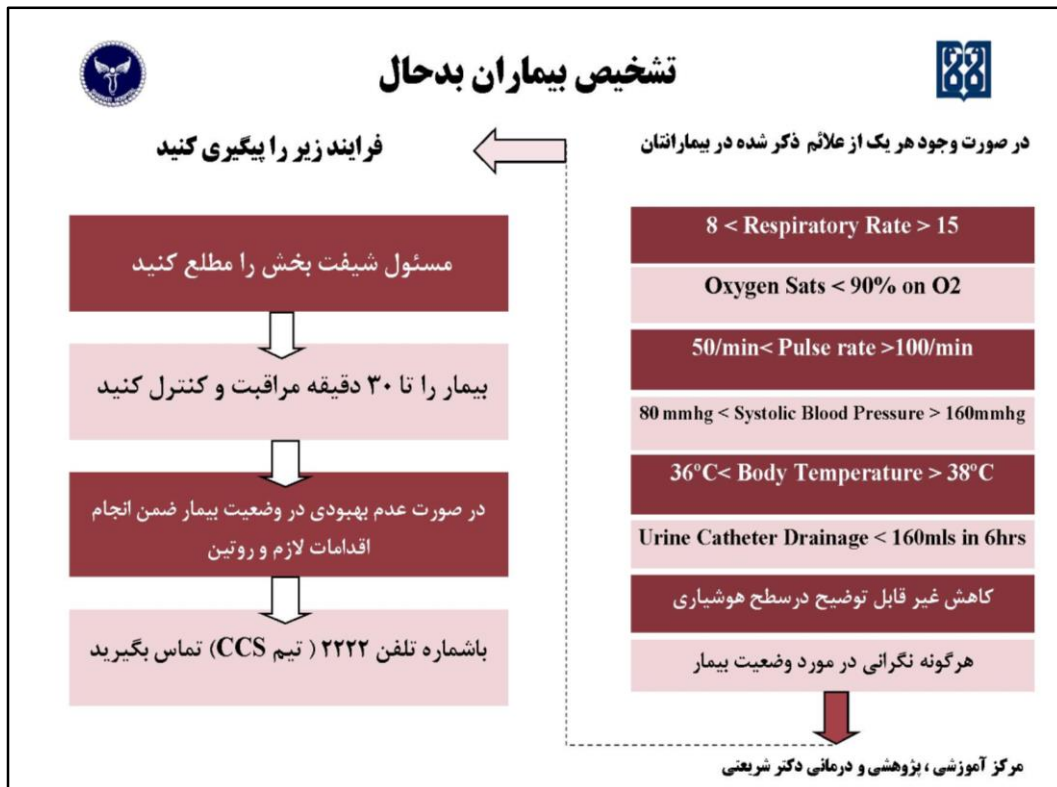 تشخیص بیماران بدحال
در صورت وجود هر یک از علائم ذکر شده در بیمارانتان
8 < Respiratory Rate > 15
Oxygen Sats < 90% on O2
50/min< Pulse rate >100/min
80 mmhg < Systolic Blood Pressure > 160mmhg
36°C< Body Temperature > 38°C
Urine Catheter Drainage < 160mls in 6hrs
کاهش غیر قابل توضیح درسطح هوشیاری
هرگونه نگرانی در مورد وضعیت بیمار
فرایند زیر را پیگیری کنید
مسئول شیفت بخش را مطلع کنید
بیمار را تا ۳۰ دقیقه مراقبت و کنترل کنید
در صورت عدم بهبودی در وضعیت بیمار ضمن انجام
اقدامات لازم و روتین
باشماره تلفن ۲۲۲۲ ( تیم CCS) تماس بگیرید
مرکز آموزشی ، پژوهشی و درمانی دکتر شریعتی